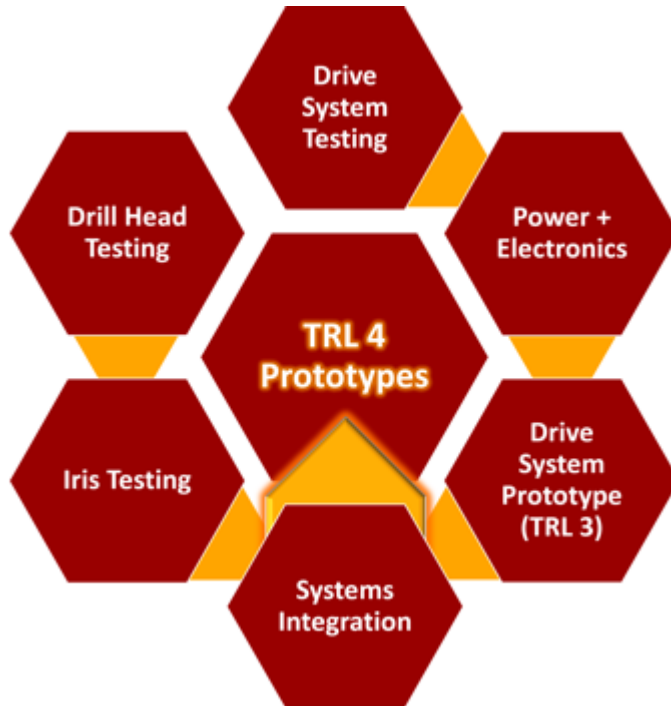 Drive
System
Testing
Drill Head
Testing
Power +
Electronics
TRL 4
Prototypes
Iris Testing
Drive
System
Prototype
(TRL 3)
Systems
Integration